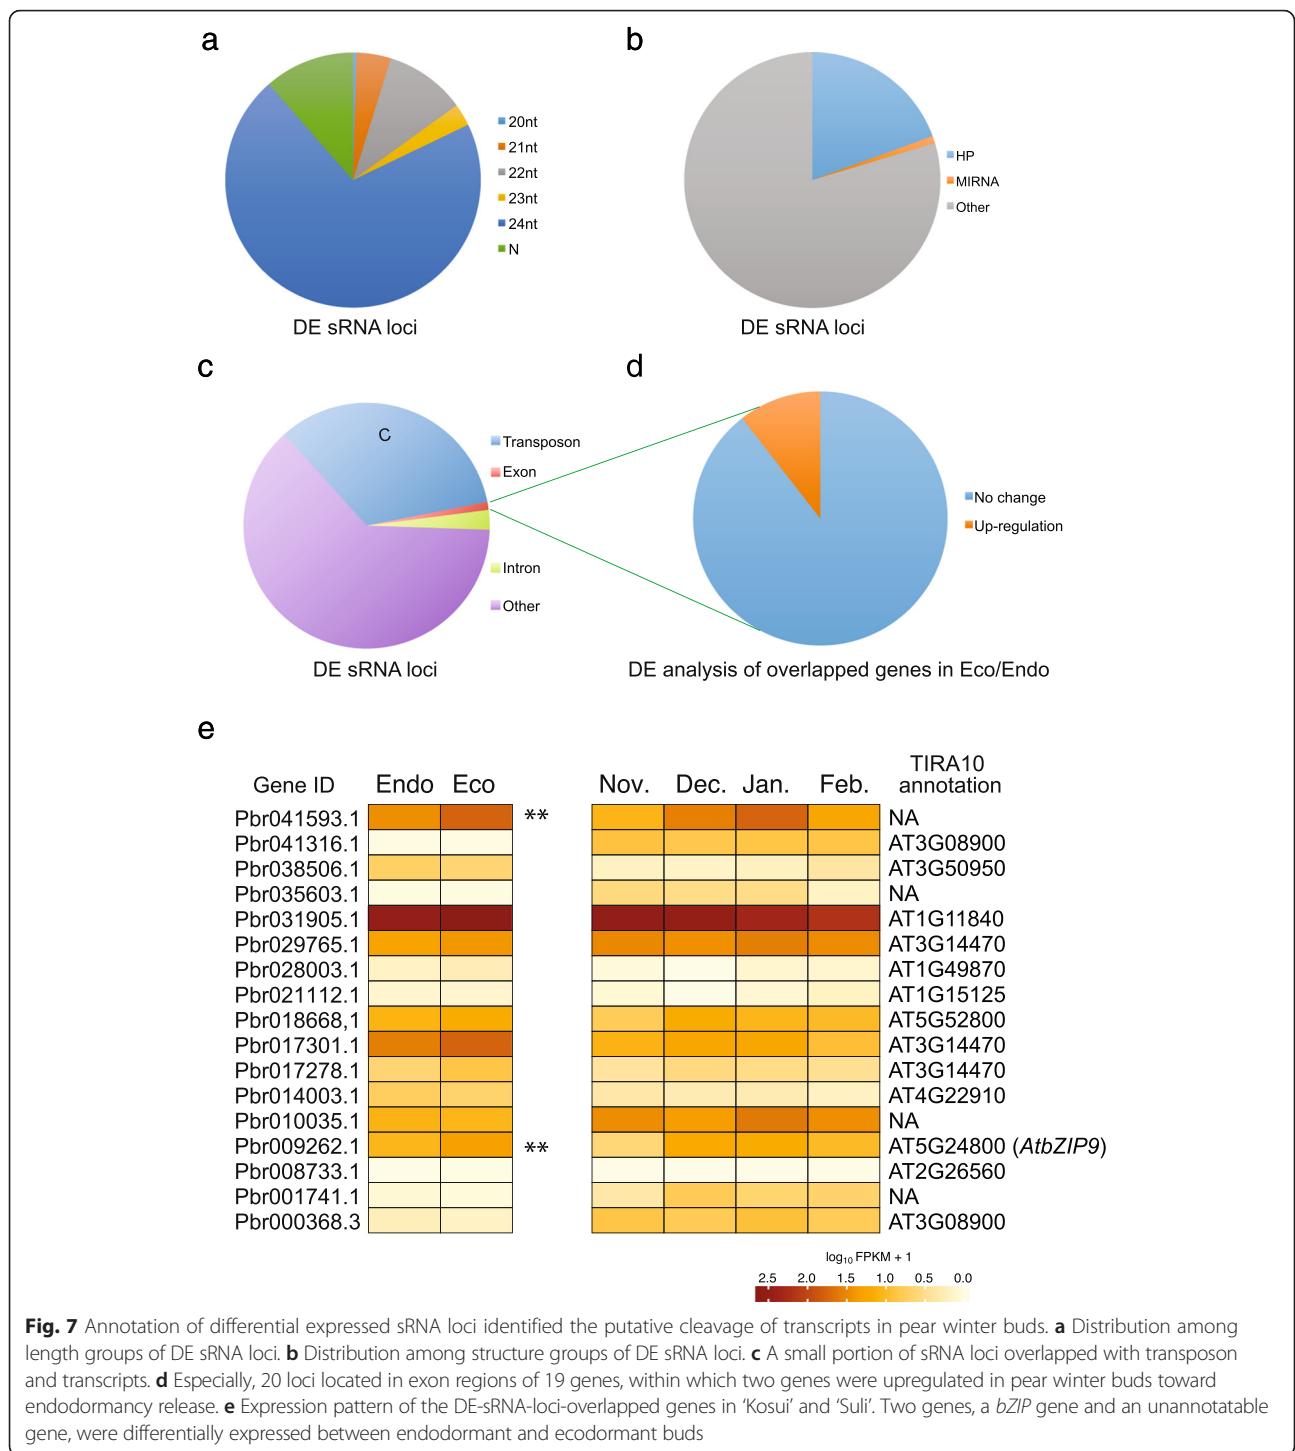 a
20nt
21nt
22nt
23nt
24nt
N
DE sRNA loci
b
HP
MIRNA
Other
DE sRNA loci
c
C
Transposon
Exon
Intron
Other
DE sRNA loci
d
No change
Up-regulation
DE analysis of overlapped genes in Eco/Endo
e
Gene ID Endo Eco Nov. Dec. Jan. Feb. TIRA10 annotation
Pbr041593.1 ** NA
Pbr041316.1 AT3G08900
Pbr038506.1 AT3G50950
Pbr035603.1 NA
Pbr031905.1 AT1G11840
Pbr029765.1 AT3G14470
Pbr028003.1 AT1G49870
Pbr021112.1 AT1G15125
Pbr018668,1 AT5G52800
Pbr017301.1 AT3G14470
Pbr017278.1 AT3G14470
Pbr014003.1 AT4G22910
Pbr010035.1 NA
Pbr009262.1 ** AT5G24800 (AtbZIP9)
Pbr008733.1 AT2G26560
Pbr001741.1 NA
Pbr000368.3 AT3G08900
log10 FPKM + 1
2.5 2.0 1.5 1.0 0.5 0.0
Fig. 7 Annotation of differential expressed sRNA loci identified the putative cleavage of transcripts in pear winter buds. a Distribution among
length groups of DE sRNA loci. b Distribution among structure groups of DE sRNA loci. c A small portion of sRNA loci overlapped with transposon
and transcripts. d Especially, 20 loci located in exon regions of 19 genes, within which two genes were upregulated in pear winter buds toward
endodormancy release. e Expression pattern of the DE-sRNA-loci-overlapped genes in ‘Kosui’ and ‘Suli’. Two genes, a bZIP gene and an unannotatable
gene, were differentially expressed between endodormant and ecodormant buds